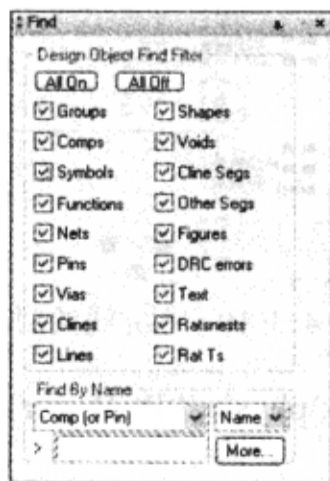 Find
Design Object Find Filter
All On All Off
Groups Shapes
Comps Voids
Symbols Cline Segs
Functions Other Segs
Nets Figures
Pins DRC errors
Vias Text
Clines Ratsnests
Lines Rat Ts
Find By Name
Comp (or Pin) Name
> More...